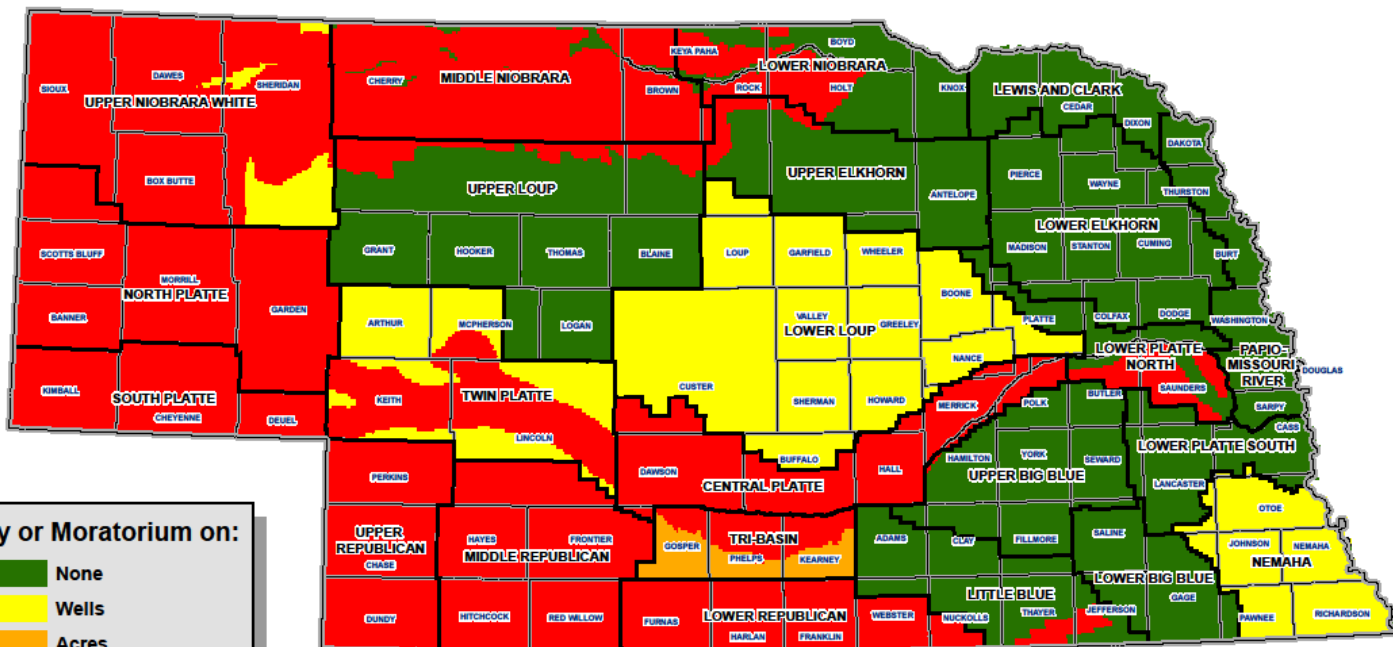 BOYD
KEYA PAHA
LOWER NIOBRARA
DAWES
SHERIDAN
CHERRY
MIDDLE NIOBRARA
SIOUX
BROWN
ROCK
HOLT
KNOX
LEWIS AND CLARK
UPPER NIOBRARA WHITE
CEDAR
DIXON
DAKOTA
BOX BUTTE
UPPER LOUP
UPPER ELKHORN
ANTELOPE
PIERCE
WAYNE
THURSTON
LOWER ELKHORN
SCOTTS BLUFF
GRANT
HOOKER
THOMAS
BLAINE
LOUP
GARFIELD
WHEELER
MADISON
STANTON
CUMING
BURT
MORRILL
NORTH PLATTE
GARDEN
BOONE
BANNER
ARTHUR
MCPHERSON
LOGAN
VALLEY
GREELEY
LOWER LOUP
PLATTE
COLFAX
DODGE
WASHINGTON
NANCE
LOWER PLATTE
NORTH
PAPIO-
MISSOURI
RIVER
DOUGLAS
KIMBALL
SOUTH PLATTE
CHEYENNE
DEUEL
KEITH
TWIN PLATTE
CUSTER
SHERMAN
HOWARD
MERRICK
POLK
BUTLER
SAUNDERS
SARPY
LINCOLN
CASS
LOWER PLATTE SOUTH
PERKINS
DAWSON
BUFFALO
HALL
HAMILTON
YORK
SEWARD
UPPER BIG BLUE
LANCASTER
CENTRAL PLATTE
OTOE
UPPER
REPUBLICAN
CHASE
HAYES
FRONTIER
MIDDLE REPUBLICAN
GOSPER
TRI-BASIN
PHELPS
KEARNEY
ADAMS
CLAY
FILLMORE
SALINE
JOHNSON
NEMAHA
NEMAHA
LOWER BIG BLUE
GAGE
LITTLE BLUE
DUNDY
HITCHCOCK
RED WILLOW
FURNAS
LOWER REPUBLICAN
HARLAN
FRANKLIN
WEBSTER
NUCKOLLS
THAYER
JEFFERSON
PAWNEE
RICHARDSON
y or Moratorium on:
None
Wells
Acres